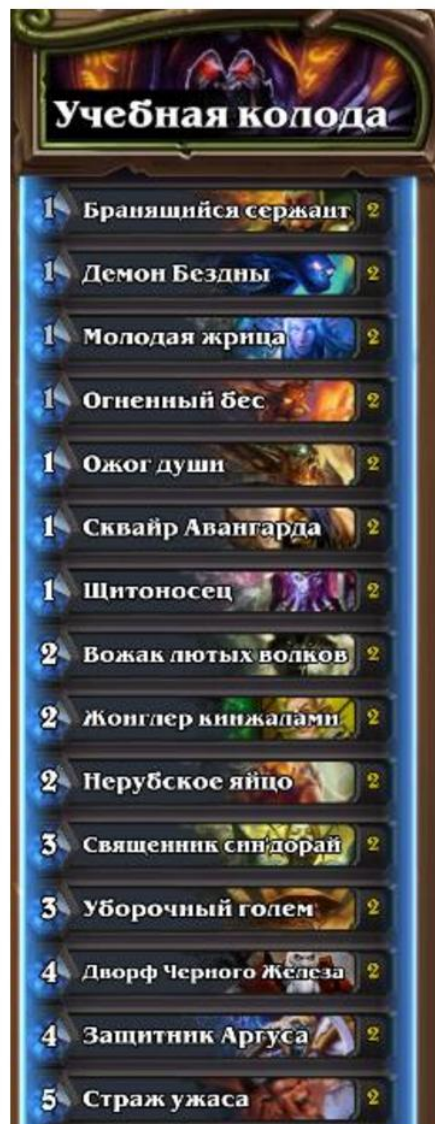 Учебная колода
1 Бранящийся сержант 2
1 Демон Бездны 2
1 Молодая жрица 2
1 Огненный бес 2
1 Ожог души 2
1 Сквайр Авангарда 2
1 Щитоносец 2
2 Вожак лютых волков 2
2 Жонглер кинжалами 2
2 Нерубское яйцо 2
3 Священник син'дорай 2
3 Уборочный голем 2
4 Дворф Черного Железа 2
4 Защитник Аргуса 2
5 Страж ужаса 2